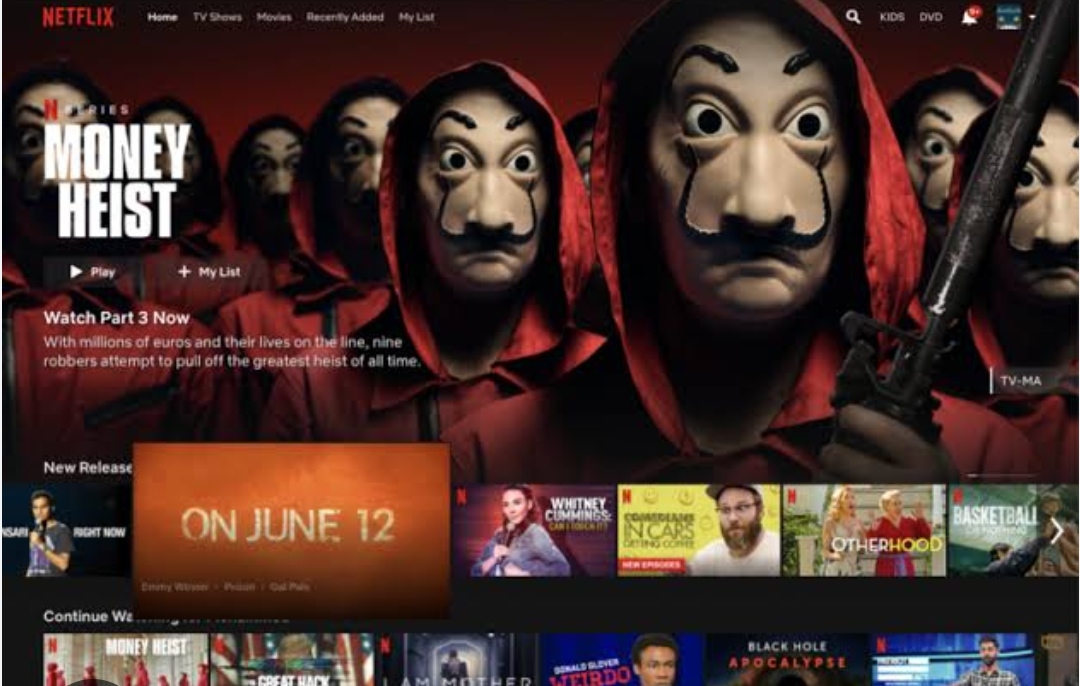 NETFLIX
Home TV Shows Movies Recently Added My List
KIDS DVD 9+
N SERIES
MONEY
HEIST
Play + My List
Watch Part 3 Now
With millions of euros and their lives on the line, nine
robbers attempt to pull off the greatest heist of all time.
TV-MA
New Release
NSARI RIGHT NOW
ON JUNE 12
Emmy Winner Prison Gal Pals
N WHITNEY
CUMMINGS:
CAN I TOUCH IT?
N COMEDIANS
IN CARS
GETTING COFFEE
NEW EPISODES
N OTHERHOOD
N BASKETBALL
Continue Wa
N MONEY HEIST
N GREAT HACK
N I AM MOTHER
DONALD GLOVER
WEIRDO
BLACK HOLE
APOCALYPSE
N